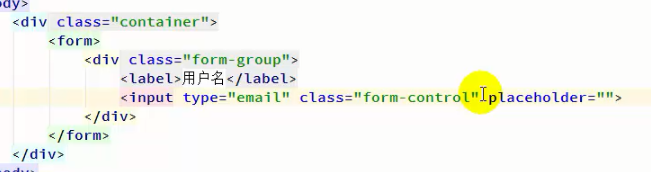 ody>
<div class="container">
<form>
<div class="form-group">
<label>用户名</label>
<input type="email" class="form-control" placeholder="">
</div>
</form>
</div>